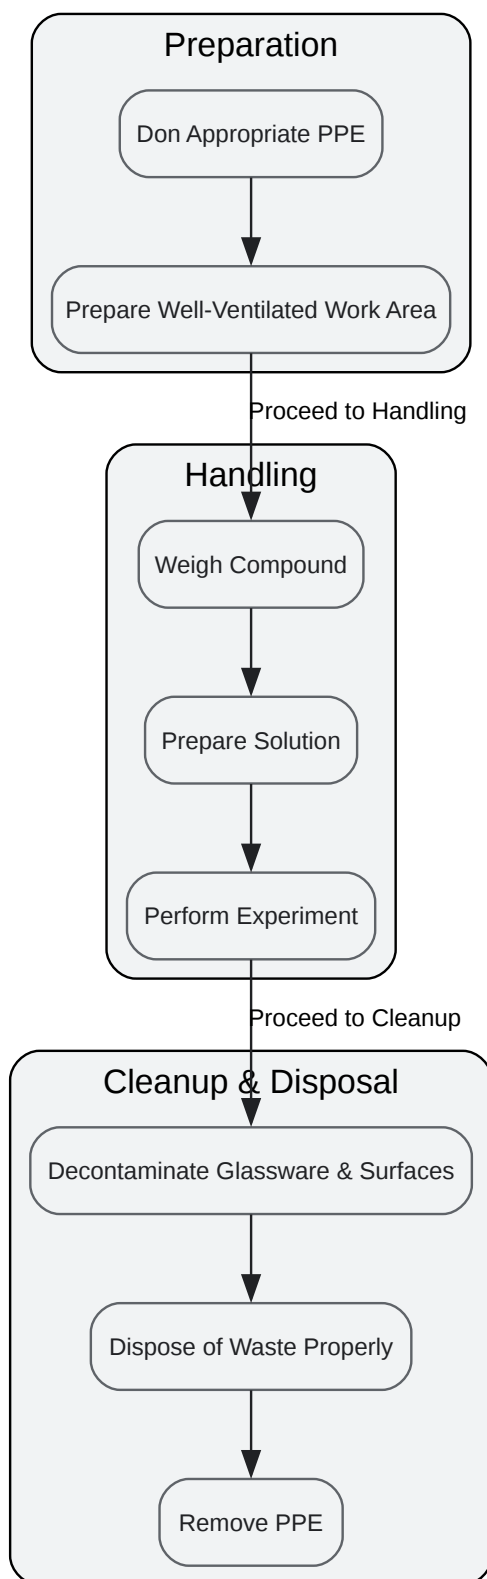 Preparation
Don Appropriate PPE
Prepare Well-Ventilated Work Area
Proceed to Handling
Handling
Weigh Compound
Prepare Solution
Perform Experiment
Proceed to Cleanup
Cleanup & Disposal
Decontaminate Glassware & Surfaces
Dispose of Waste Properly
Remove PPE